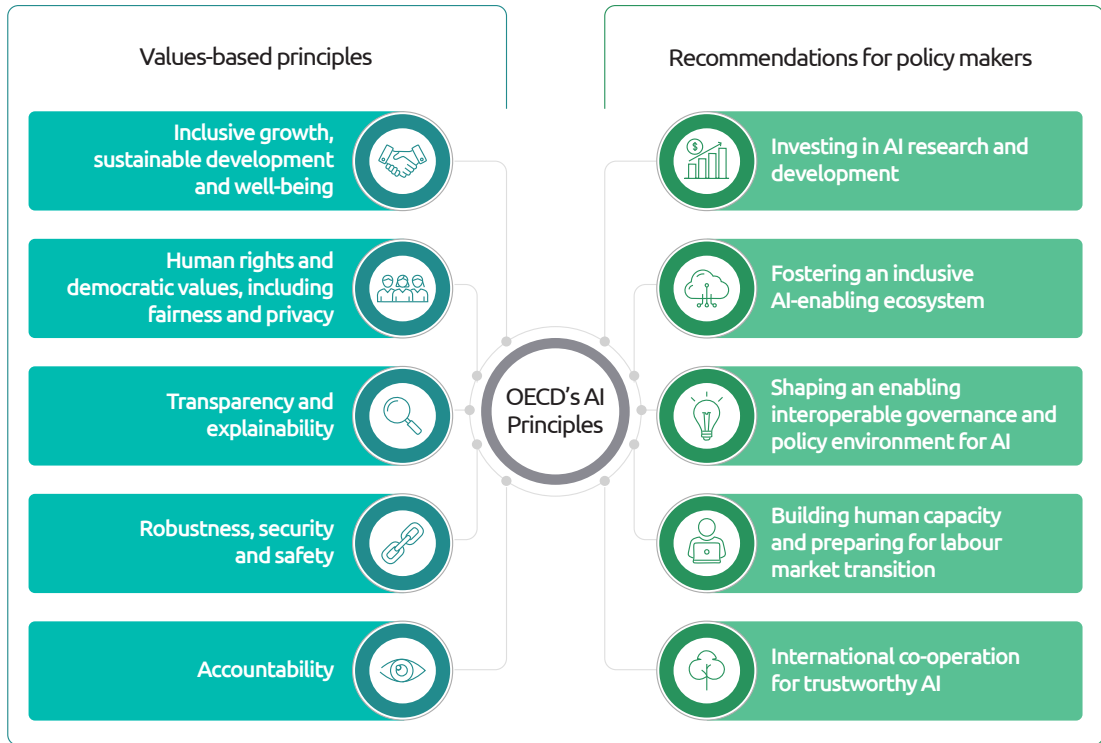 Values-based principles
Inclusive growth,
sustainable development
and well-being
Human rights and
democratic values, including
fairness and privacy
Transparency and
explainability
Robustness, security
and safety
Accountability
OECD’s AI
Principles
Recommendations for policy makers
$
Investing in AI research and
development
Fostering an inclusive
AI-enabling ecosystem
Shaping an enabling
interoperable governance and
policy environment for AI
Building human capacity
and preparing for labour
market transition
International co-operation
for trustworthy AI